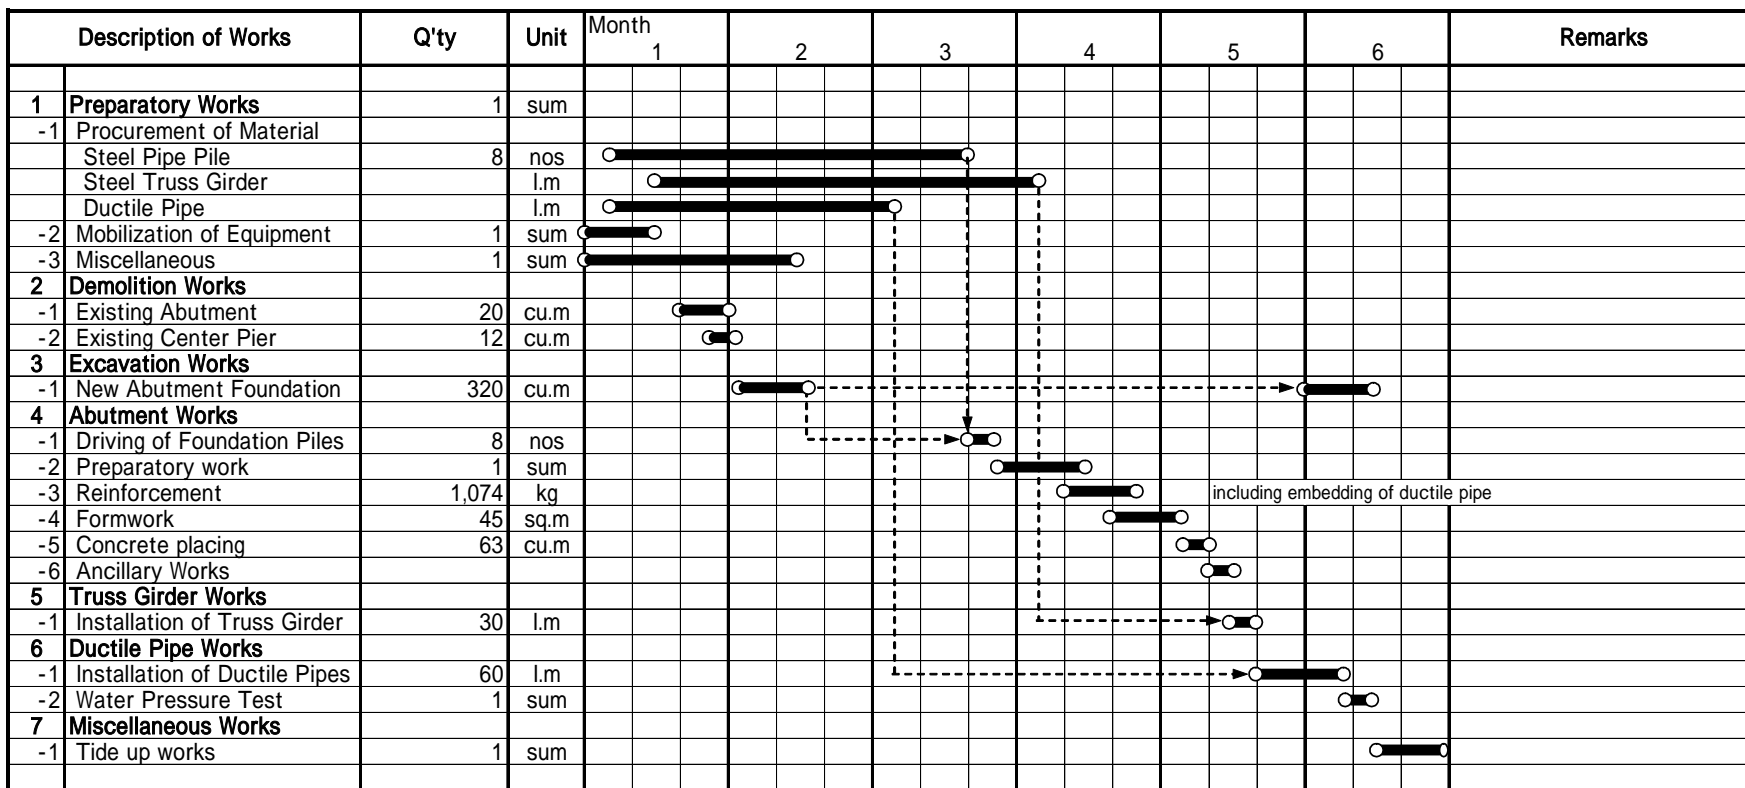 Description of Works Q'ty Unit Month Remarks
1 2 3 4 5 6
1 Preparatory Works 1 sum
-1 Procurement of Material
Steel Pipe Pile 8 nos
Steel Truss Girder l.m
Ductile Pipe l.m
-2 Mobilization of Equipment 1 sum
-3 Miscellaneous 1 sum
2 Demolition Works
-1 Existing Abutment 20 cu.m
-2 Existing Center Pier 12 cu.m
3 Excavation Works
-1 New Abutment Foundation 320 cu.m
4 Abutment Works
-1 Driving of Foundation Piles 8 nos
-2 Preparatory work 1 sum
-3 Reinforcement 1,074 kg including embedding of ductile pipe
-4 Formwork 45 sq.m
-5 Concrete placing 63 cu.m
-6 Ancillary Works
5 Truss Girder Works
-1 Installation of Truss Girder 30 l.m
6 Ductile Pipe Works
-1 Installation of Ductile Pipes 60 l.m
-2 Water Pressure Test 1 sum
7 Miscellaneous Works
-1 Tide up works 1 sum